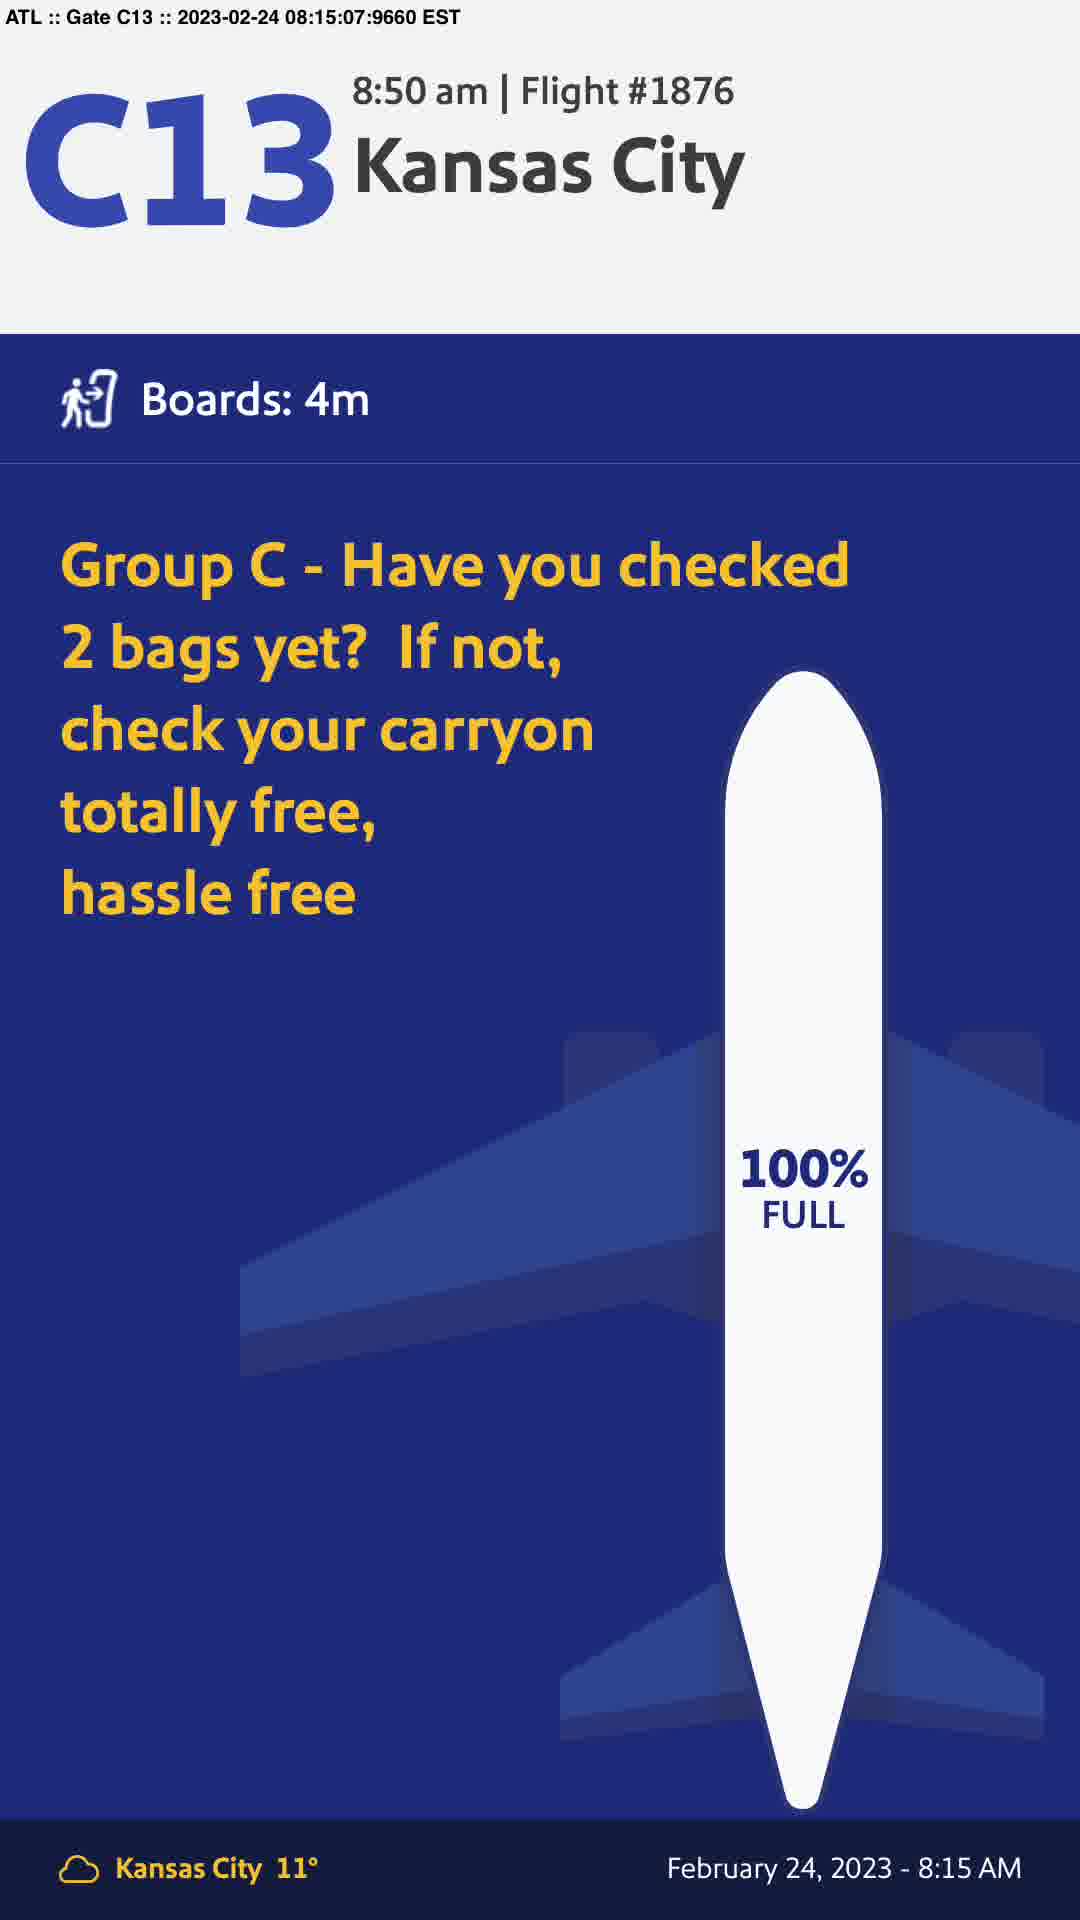 ATL :: Gate C13 :: 2023-02-24 08:15:07:9660 EST
C13
8:50 am | Flight #1876
Kansas City
Boards: 4m
Group C - Have you checked
2 bags yet?  If not,
check your carryon
totally free,
hassle free
100%
FULL
Kansas City  11°
February 24, 2023 - 8:15 AM